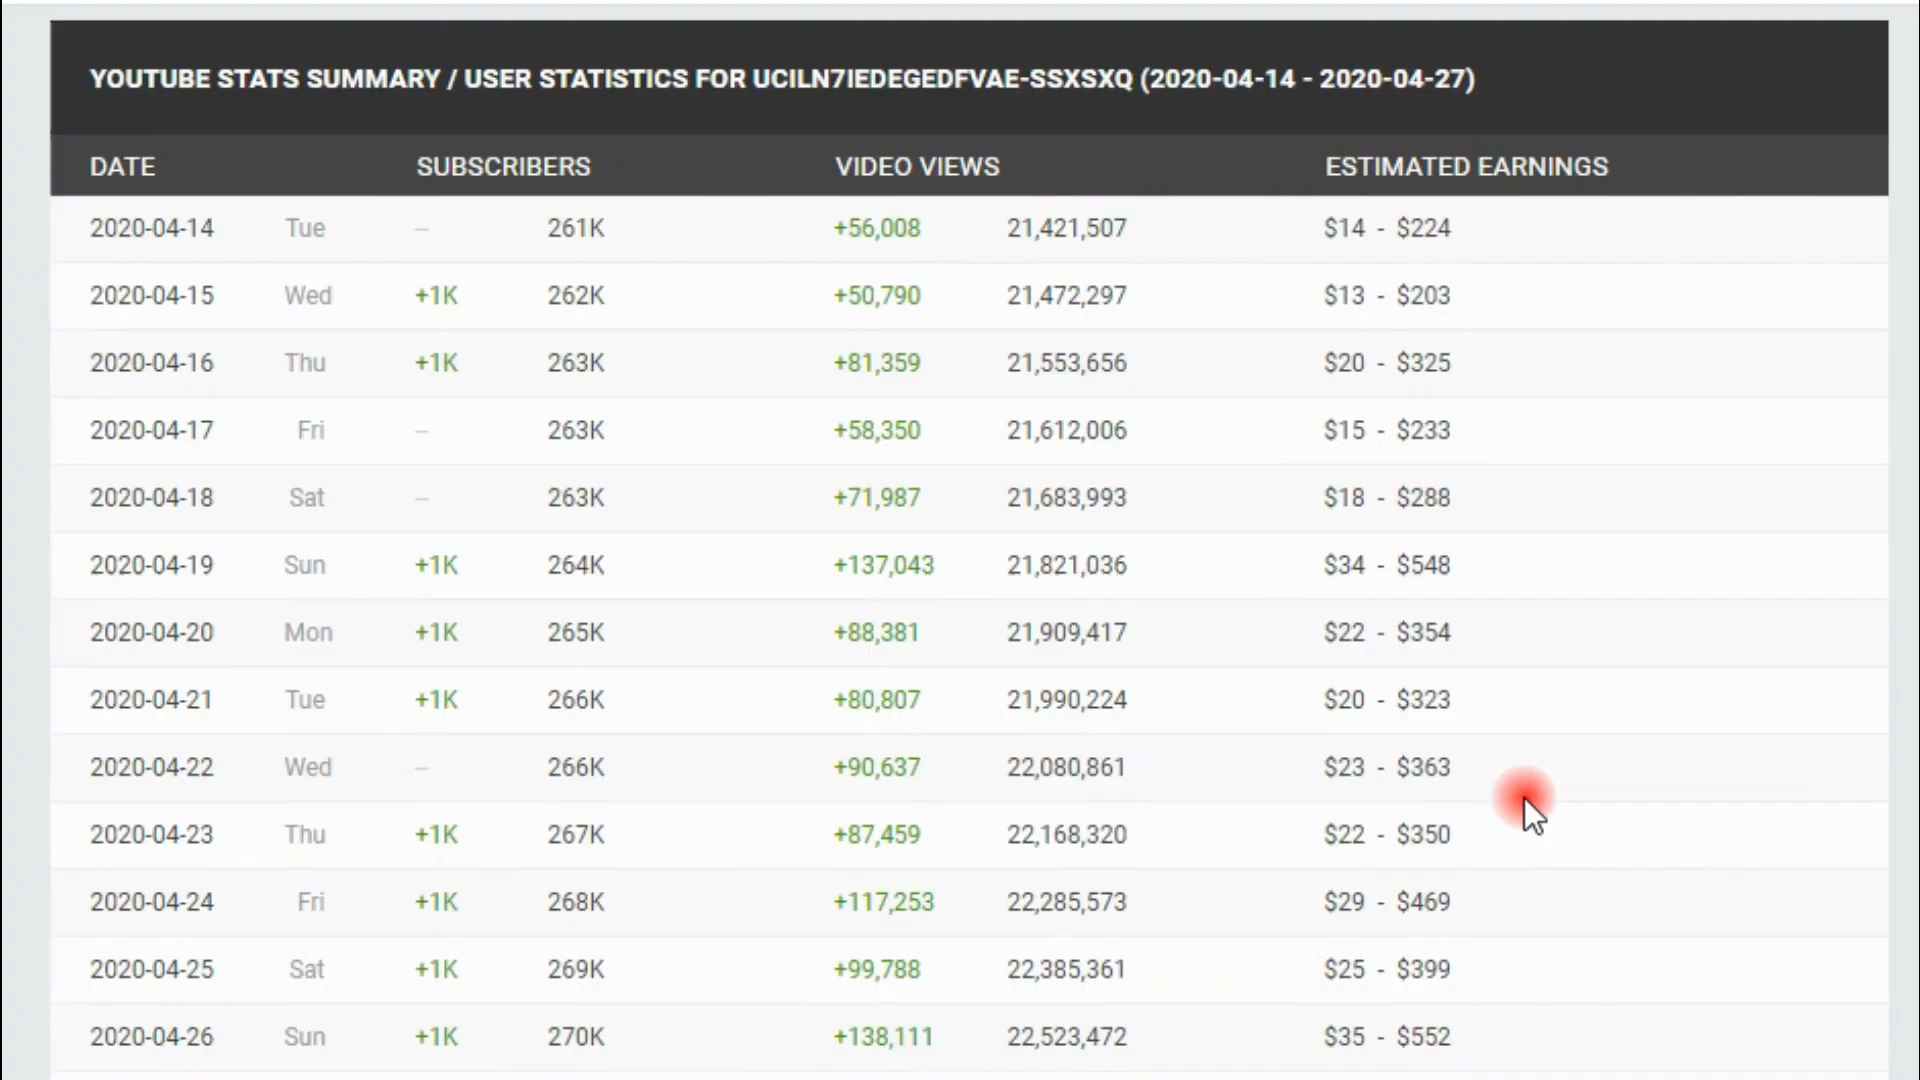 YOUTUBE STATS SUMMARY / USER STATISTICS FOR UCILN7IEDEGEDFVAE-SSXSXQ (2020-04-14 - 2020-04-27)
DATE SUBSCRIBERS VIDEO VIEWS ESTIMATED EARNINGS
2020-04-14 Tue – 261K +56,008 21,421,507 $14 - $224
2020-04-15 Wed +1K 262K +50,790 21,472,297 $13 - $203
2020-04-16 Thu +1K 263K +81,359 21,553,656 $20 - $325
2020-04-17 Fri – 263K +58,350 21,612,006 $15 - $233
2020-04-18 Sat – 263K +71,987 21,683,993 $18 - $288
2020-04-19 Sun +1K 264K +137,043 21,821,036 $34 - $548
2020-04-20 Mon +1K 265K +88,381 21,909,417 $22 - $354
2020-04-21 Tue +1K 266K +80,807 21,990,224 $20 - $323
2020-04-22 Wed – 266K +90,637 22,080,861 $23 - $363
2020-04-23 Thu +1K 267K +87,459 22,168,320 $22 - $350
2020-04-24 Fri +1K 268K +117,253 22,285,573 $29 - $469
2020-04-25 Sat +1K 269K +99,788 22,385,361 $25 - $399
2020-04-26 Sun +1K 270K +138,111 22,523,472 $35 - $552